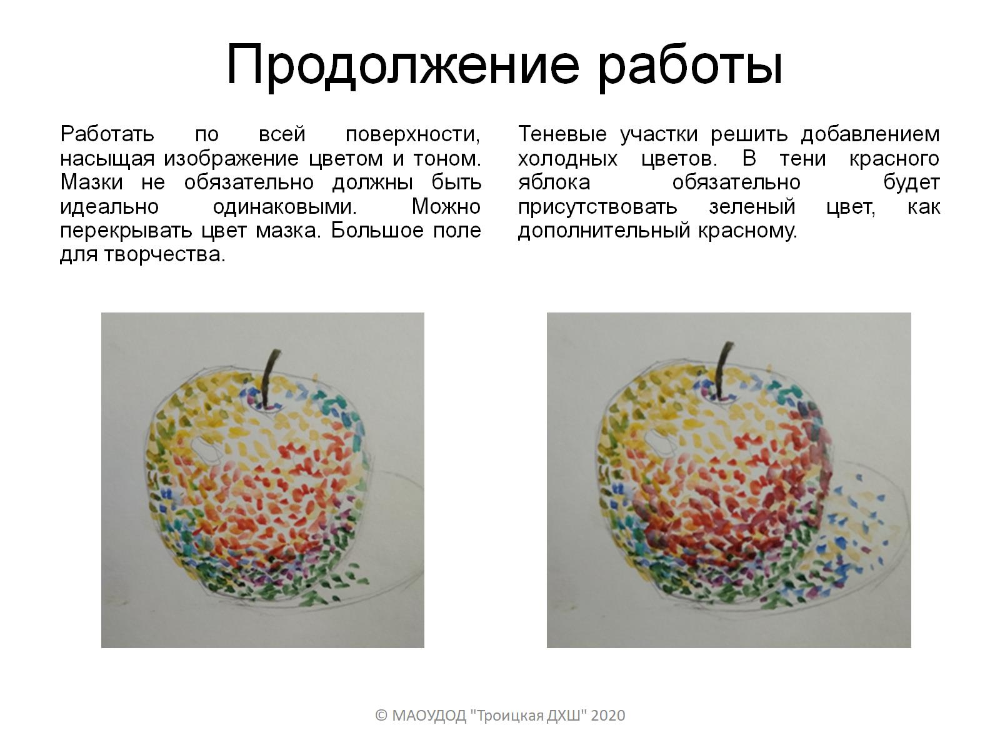 Продолжение работы
Работать по всей поверхности,
насыщая изображение цветом и тоном.
Мазки не обязательно должны быть
идеально одинаковыми. Можно
перекрывать цвет мазка. Большое поле
для творчества.
Теневые участки решить добавлением
холодных цветов. В тени красного
яблока обязательно будет
присутствовать зеленый цвет, как
дополнительный красному.
© МАОУДОД "Троицкая ДХШ" 2020